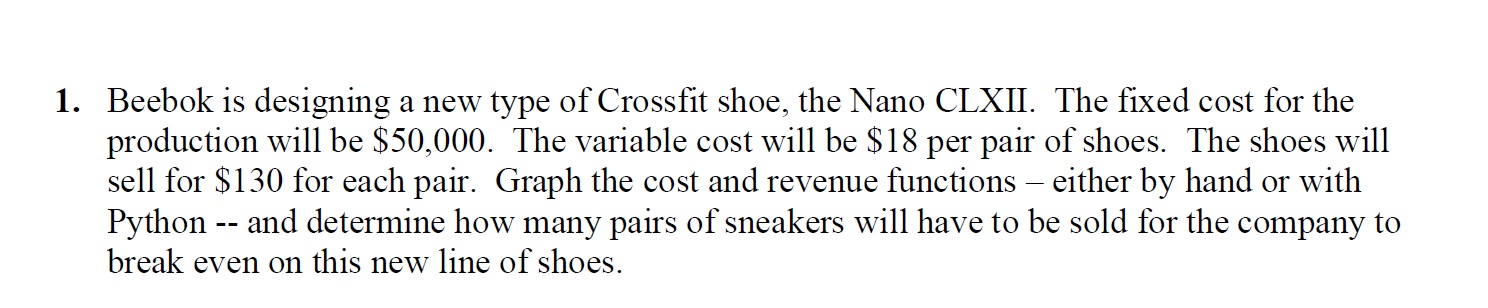 1. Beebok is designing a new type of Crossfit shoe, the Nano CLXII. The fixed cost for the
production will be $50,000. The variable cost will be $18 per pair of shoes. The shoes will
sell for $130 for each pair. Graph the cost and revenue functions – either by hand or with
Python -- and determine how many pairs of sneakers will have to be sold for the company to
break even on this new line of shoes.